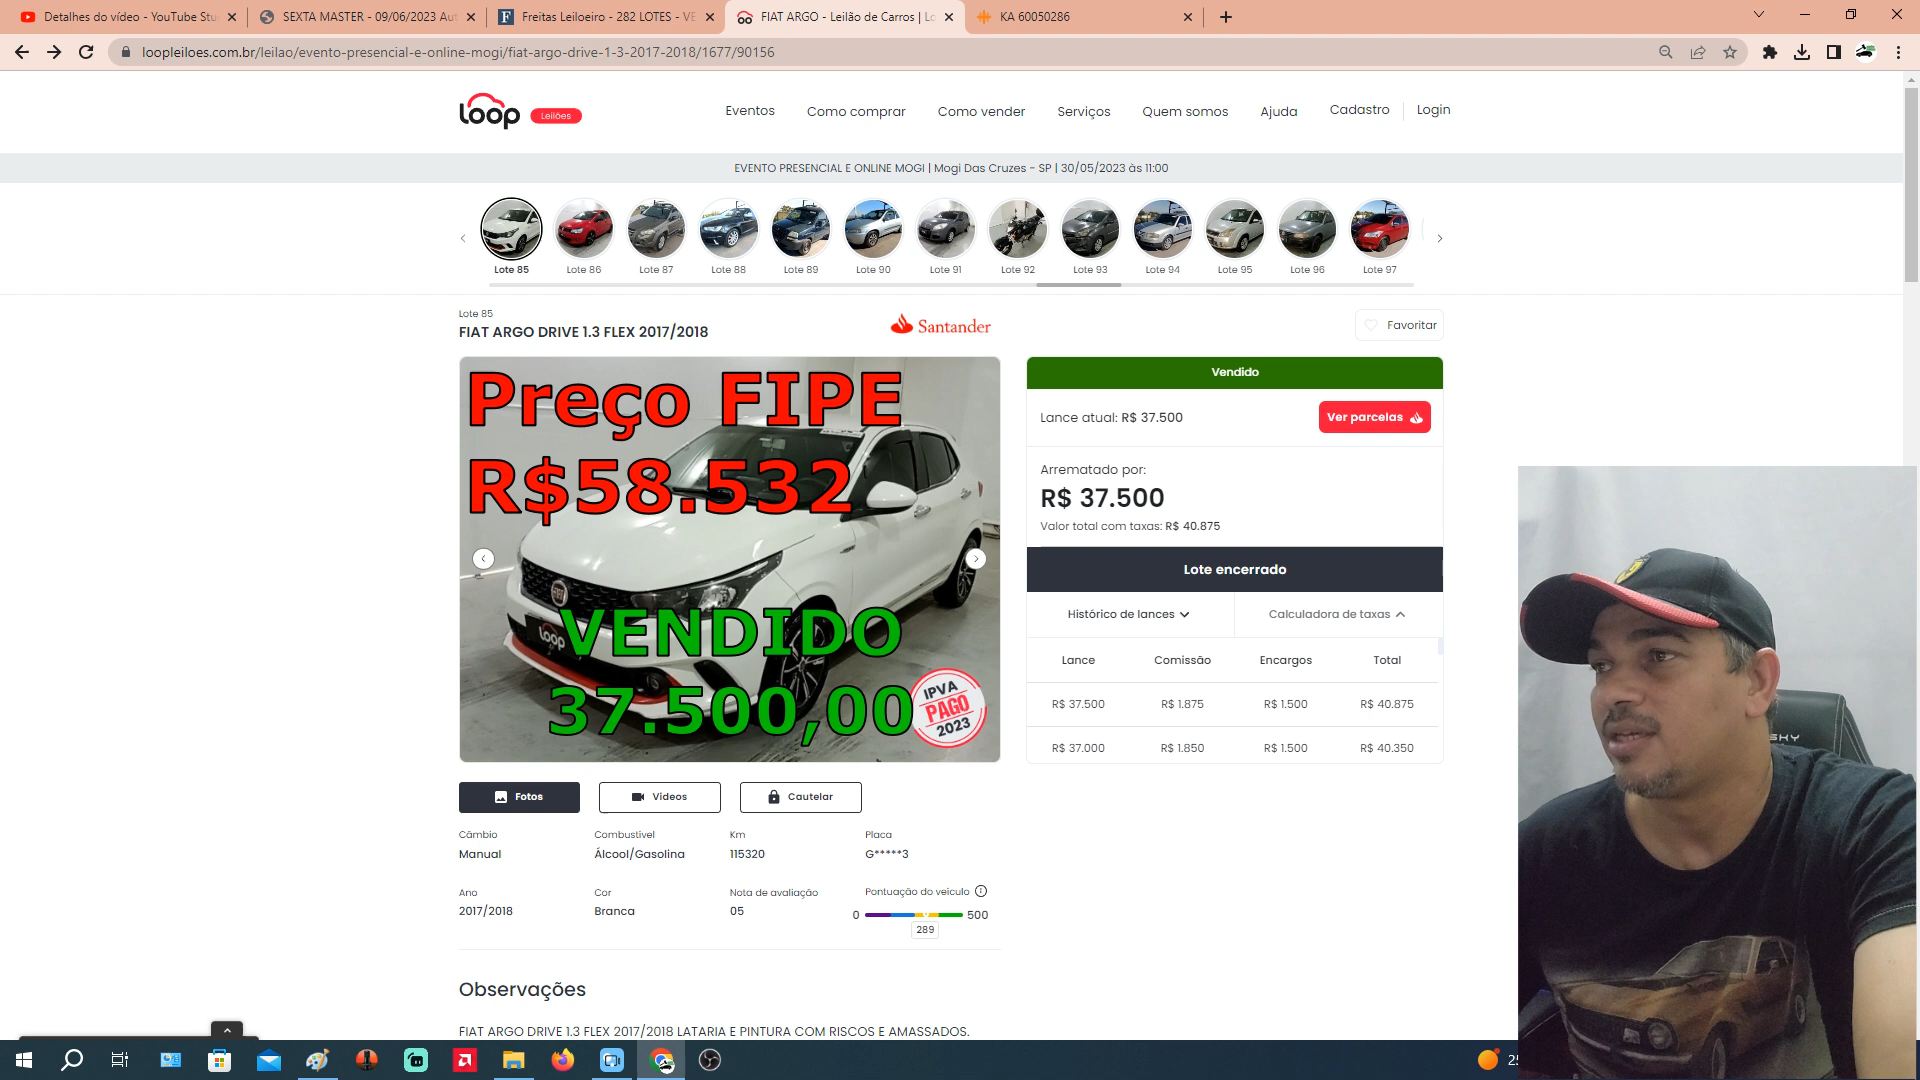 Detalhes do vídeo - YouTube Stu
SEXTA MASTER - 09/06/2023 Aut
Freitas Leiloeiro - 282 LOTES - VE
FIAT ARGO - Leilão de Carros | Lo
KA 60050286
loopleiloes.com.br/leilao/evento-presencial-e-online-mogi/fiat-argo-drive-1-3-2017-2018/1677/90156
loop Leilões
Eventos
Como comprar
Como vender
Serviços
Quem somos
Ajuda
Cadastro
Login
EVENTO PRESENCIAL E ONLINE MOGI | Mogi Das Cruzes - SP | 30/05/2023 às 11:00
Lote 85
Lote 86
Lote 87
Lote 88
Lote 89
Lote 90
Lote 91
Lote 92
Lote 93
Lote 94
Lote 95
Lote 96
Lote 97
Lote 85
FIAT ARGO DRIVE 1.3 FLEX 2017/2018
Santander
Favoritar
Preço FIPE
R$58.532
loop
VENDIDO
37.500,00
IPVA
PAGO
2023
Vendido
Lance atual: R$ 37.500
Ver parcelas
Arrematado por:
R$ 37.500
Valor total com taxas: R$ 40.875
Lote encerrado
Histórico de lances
Calculadora de taxas
Lance Comissão Encargos Total
R$ 37.500 R$ 1.875 R$ 1.500 R$ 40.875
R$ 37.000 R$ 1.850 R$ 1.500 R$ 40.350
Fotos
Vídeos
Cautelar
Câmbio Combustível Km Placa
Manual Álcool/Gasolina 115320 G*****3
Ano Cor Nota de avaliação Pontuação do veículo
2017/2018 Branca 05 0 500
289
Observações
FIAT ARGO DRIVE 1.3 FLEX 2017/2018 LATARIA E PINTURA COM RISCOS E AMASSADOS.